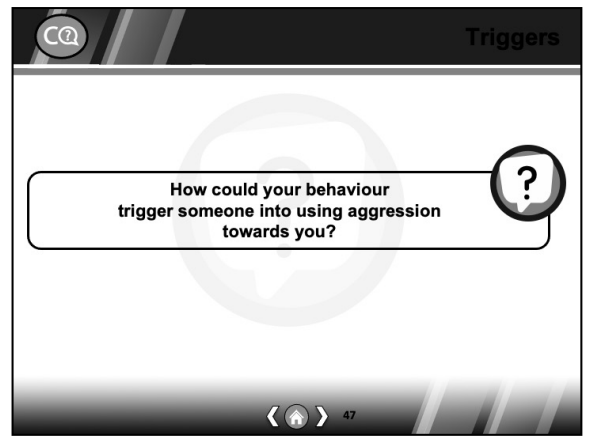 CQ?
Triggers
?
How could your behaviour
trigger someone into using aggression
towards you?
47